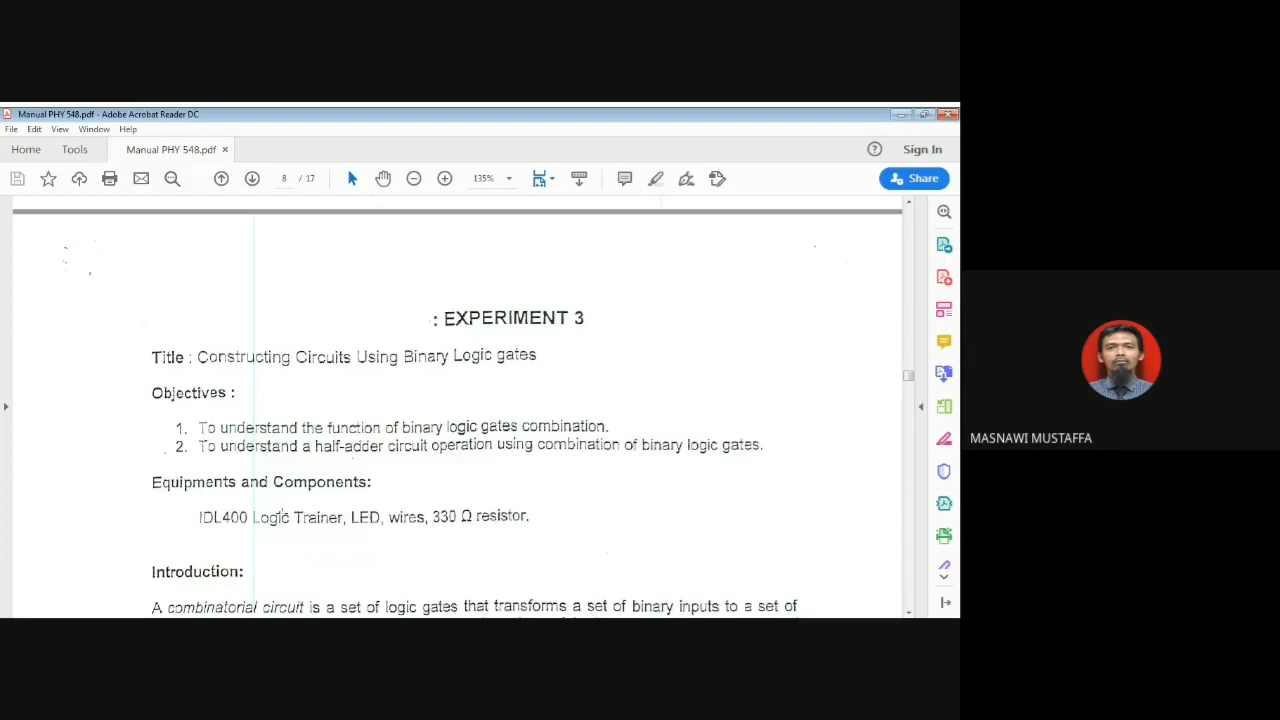 Manual PHY 548.pdf - Adobe Acrobat Reader DC
File Edit View Window Help
Home Tools Manual PHY 548.pdf × Sign In
8 / 17 135% Share
: EXPERIMENT 3
Title : Constructing Circuits Using Binary Logic gates
Objectives :
1. To understand the function of binary logic gates combination.
2. To understand a half-adder circuit operation using combination of binary logic gates.
Equipments and Components:
IDL400 Logic Trainer, LED, wires, 330 Ω resistor.
Introduction:
A combinatorial circuit is a set of logic gates that transforms a set of binary inputs to a set of
MASNAWI MUSTAFFA